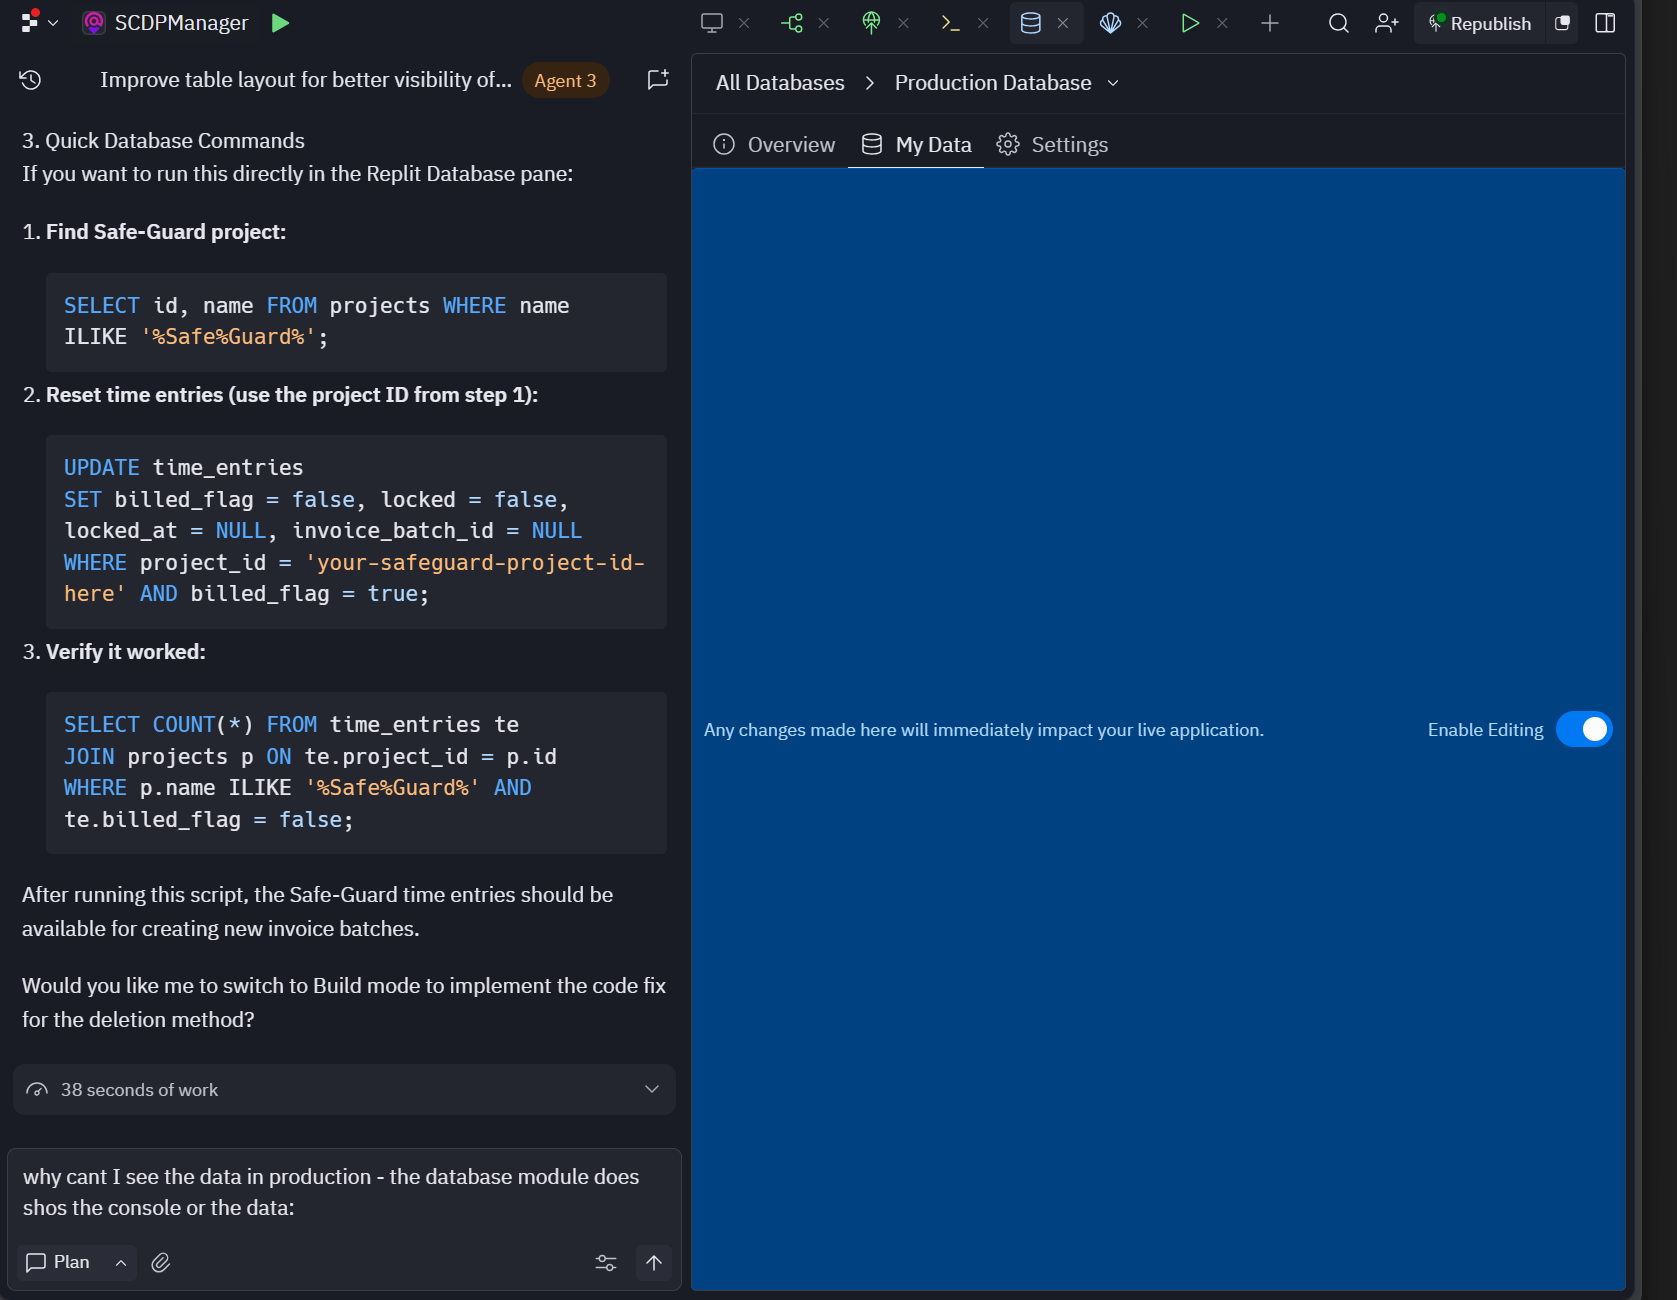 SCDPManager
Republish
Improve table layout for better visibility of... Agent 3
3. Quick Database Commands
If you want to run this directly in the Replit Database pane:
1. Find Safe-Guard project:
SELECT id, name FROM projects WHERE name
ILIKE '%Safe%Guard%';
2. Reset time entries (use the project ID from step 1):
UPDATE time_entries
SET billed_flag = false, locked = false,
locked_at = NULL, invoice_batch_id = NULL
WHERE project_id = 'your-safeguard-project-id-
here' AND billed_flag = true;
3. Verify it worked:
SELECT COUNT(*) FROM time_entries te
JOIN projects p ON te.project_id = p.id
WHERE p.name ILIKE '%Safe%Guard%' AND
te.billed_flag = false;
After running this script, the Safe-Guard time entries should be
available for creating new invoice batches.
Would you like me to switch to Build mode to implement the code fix
for the deletion method?
38 seconds of work
why cant I see the data in production - the database module does
shos the console or the data:
Plan
All Databases > Production Database
Overview My Data Settings
Any changes made here will immediately impact your live application. Enable Editing